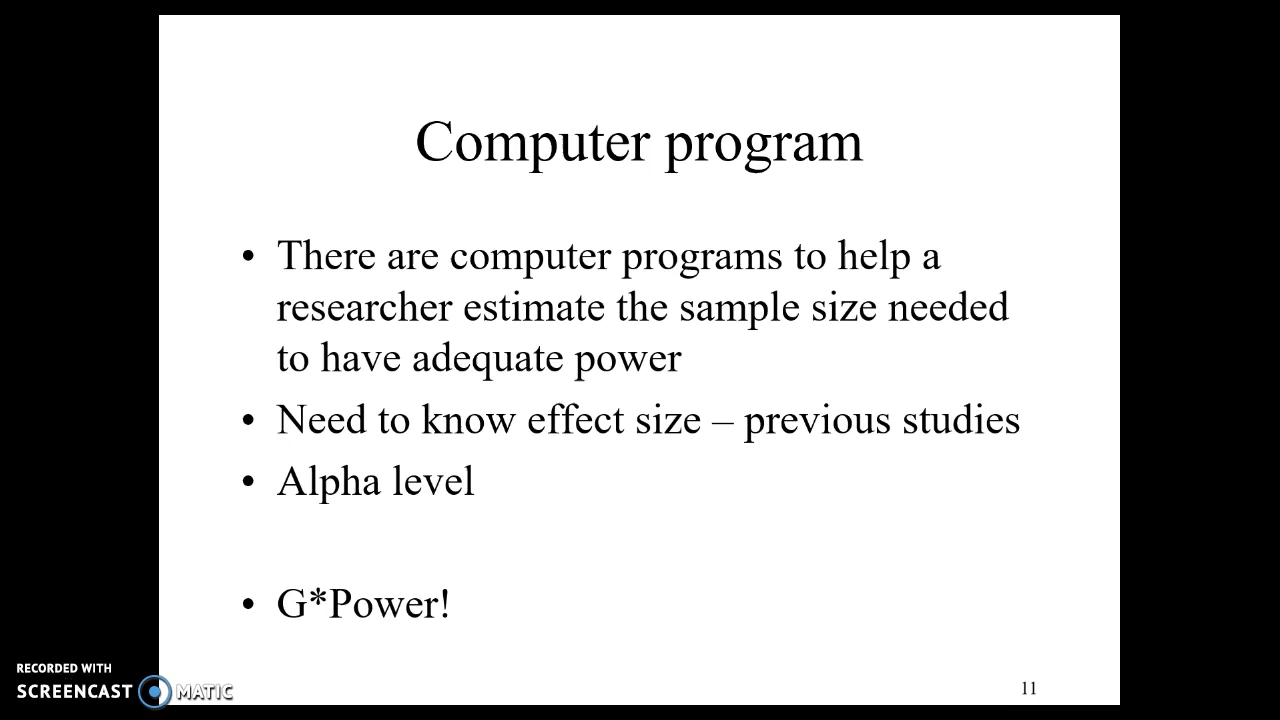 Computer program
• There are computer programs to help a
researcher estimate the sample size needed
to have adequate power
• Need to know effect size – previous studies
• Alpha level
• G*Power!
RECORDED WITH
SCREENCAST MATIC
11